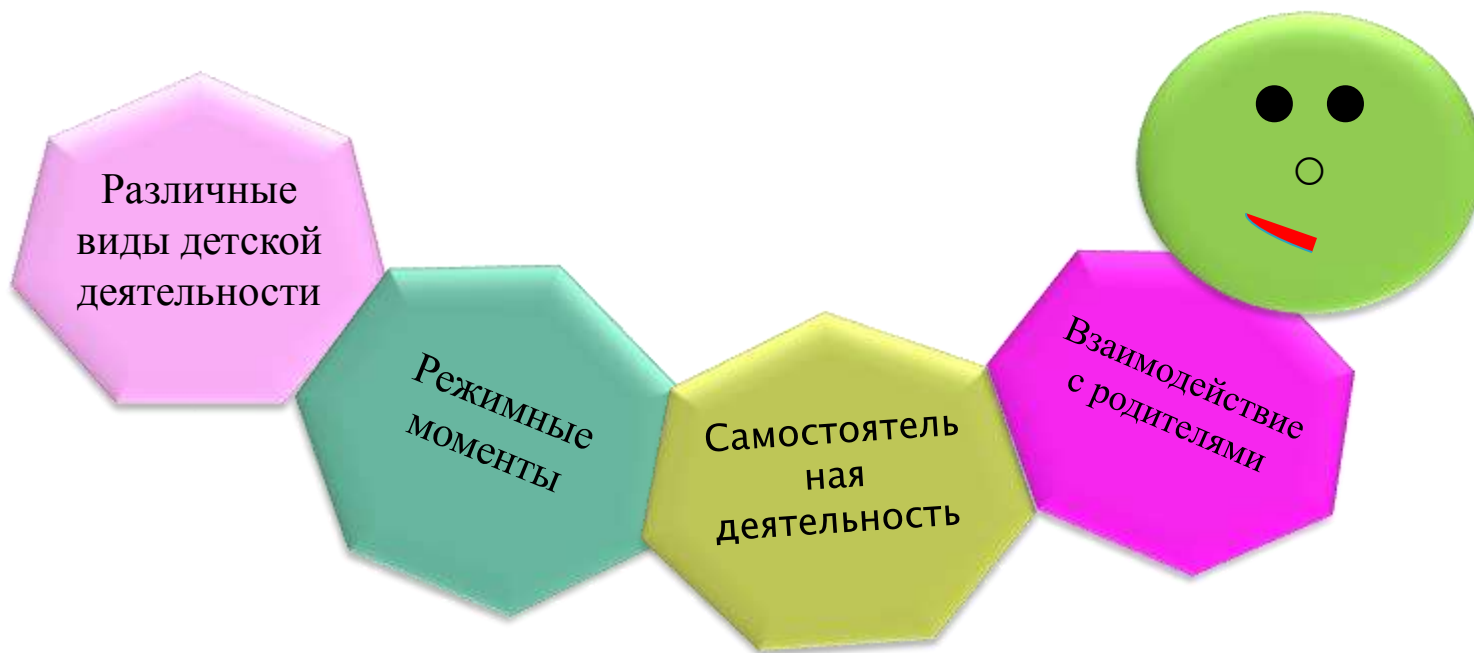 Различные
виды детской
деятельности
Режимные
моменты
Самостоятель
ная
деятельность
Взаимодействие
с родителями